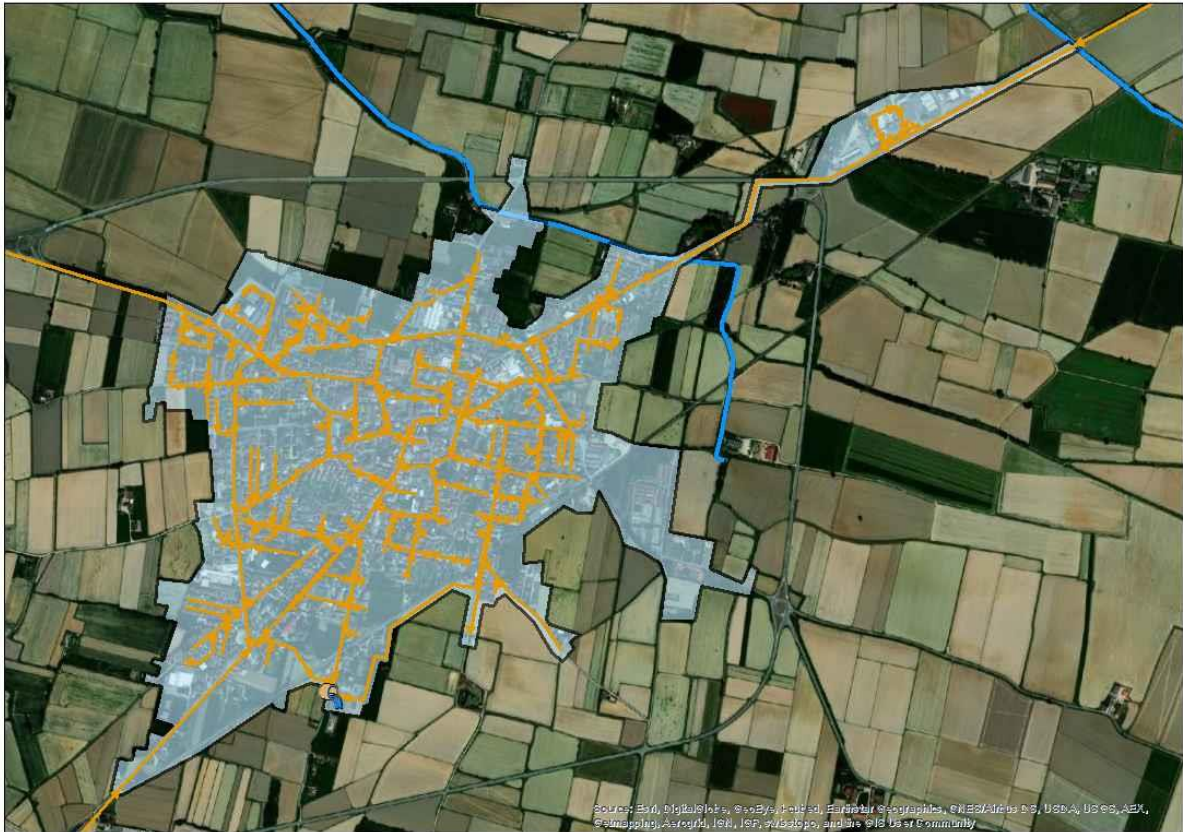 Source: Esri, DigitalGlobe, GeoEye, i-cubed, Earthstar Geographics, CNES/Airbus DS, USDA, USGS, AEX,
Getmapping, Aerogrid, IGN, IGP, swisstopo, and the GIS User Community